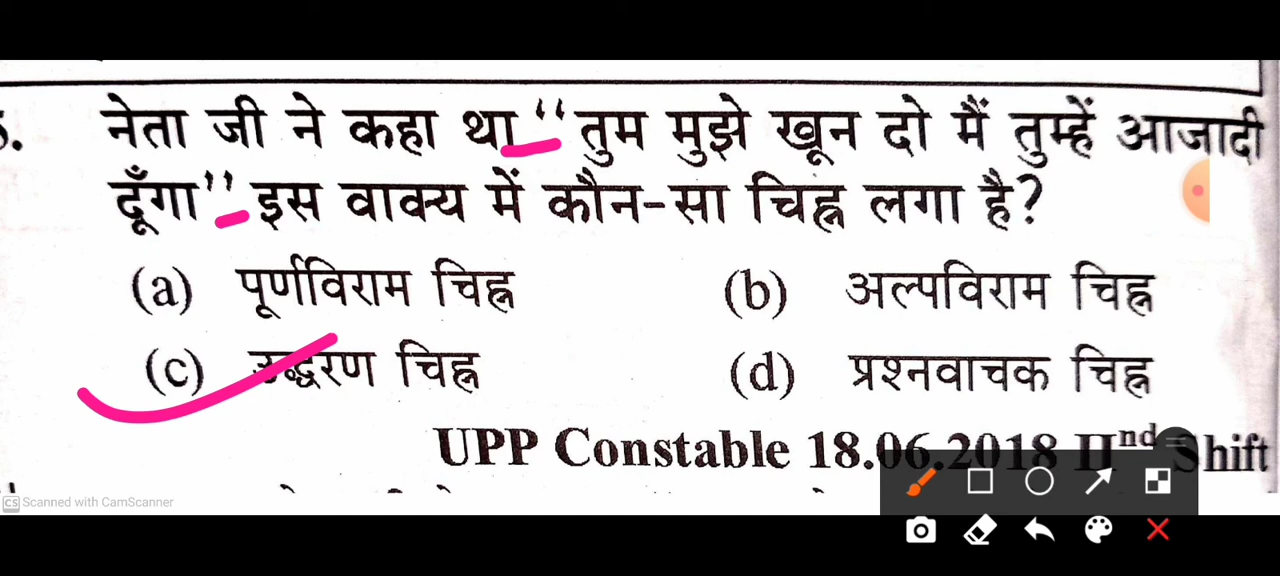 नेता जी ने कहा था ‘‘तुम मुझे खून दो मैं तुम्हें आजादी
दूँगा’’ इस वाक्य में कौन-सा चिह्न लगा है?
(a) पूर्णविराम चिह्न (b) अल्पविराम चिह्न
(c) उद्धरण चिह्न (d) प्रश्नवाचक चिह्न
UPP Constable 18.06.2018 IInd Shift
CS Scanned with CamScanner